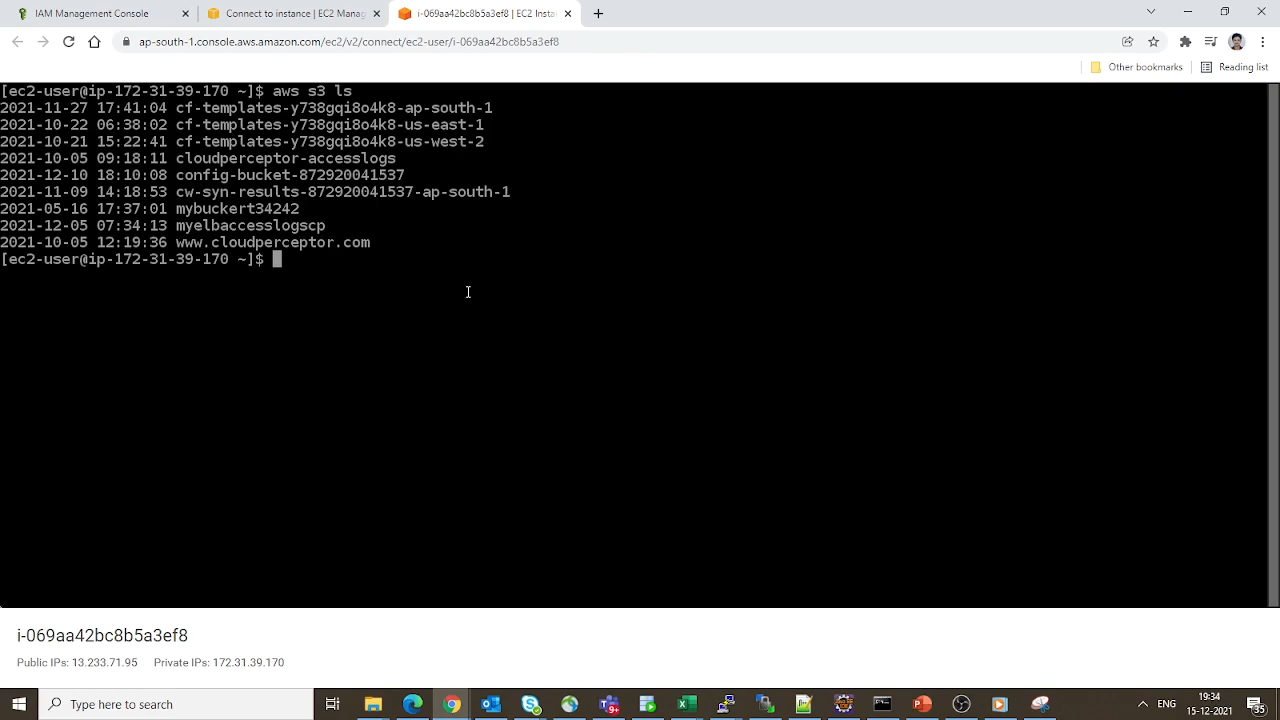 IAM Management Console
Connect to instance | EC2 Manag
i-069aa42bc8b5a3ef8 | EC2 Insta
ap-south-1.console.aws.amazon.com/ec2/v2/connect/ec2-user/i-069aa42bc8b5a3ef8
Other bookmarks
Reading list
[ec2-user@ip-172-31-39-170 ~]$ aws s3 ls
2021-11-27 17:41:04 cf-templates-y738gqi8o4k8-ap-south-1
2021-10-22 06:38:02 cf-templates-y738gqi8o4k8-us-east-1
2021-10-21 15:22:41 cf-templates-y738gqi8o4k8-us-west-2
2021-10-05 09:18:11 cloudperceptor-accesslogs
2021-12-10 18:10:08 config-bucket-872920041537
2021-11-09 14:18:53 cw-syn-results-872920041537-ap-south-1
2021-05-16 17:37:01 mybuckert34242
2021-12-05 07:34:13 myelbaccesslogscp
2021-10-05 12:19:36 www.cloudperceptor.com
[ec2-user@ip-172-31-39-170 ~]$
i-069aa42bc8b5a3ef8
Public IPs: 13.233.71.95 Private IPs: 172.31.39.170
Type here to search
9+
ENG
19:34
15-12-2021
35